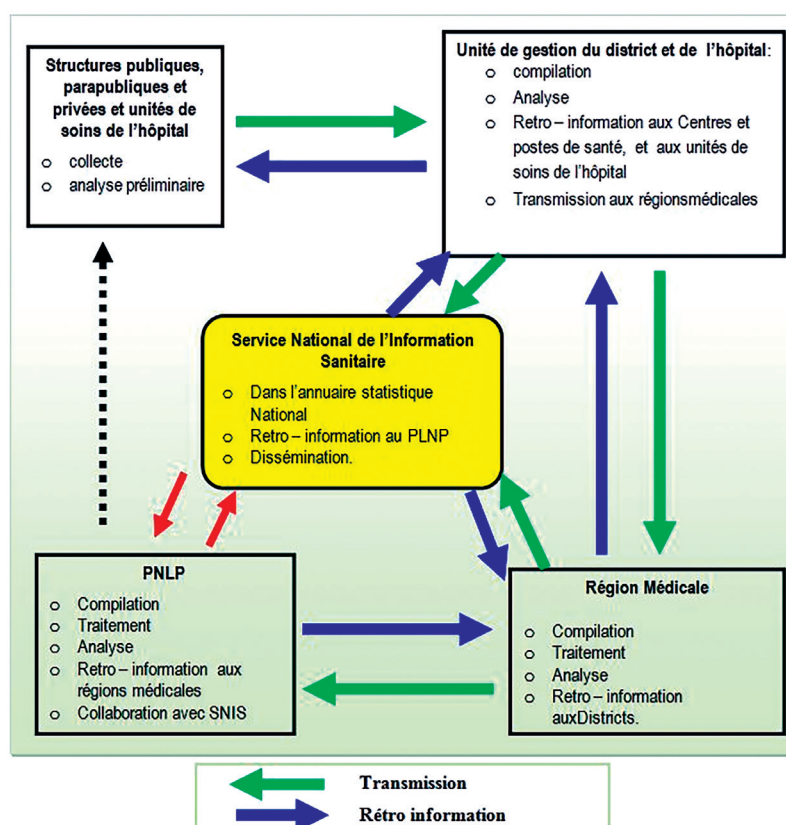 Structures publiques,
parapubliques et
privées et unités de
soins de l'hôpital
o collecte
o analyse préliminaire
Unité de gestion du district et de l'hôpital:
o compilation
o Analyse
o Retro – information aux Centres et
postes de santé, et aux unités de
soins de l'hôpital
o Transmission aux régionsmédicales
Service National de l'Information
Sanitaire
o Dans l'annuaire statistique
National
o Retro – information au PLNP
o Dissémination.
PNLP
o Compilation
o Traitement
o Analyse
o Retro – information aux
régions médicales
o Collaboration avec SNIS
Région Médicale
o Compilation
o Traitement
o Analyse
o Retro – information
auxDistricts.
Transmission
Rétro information